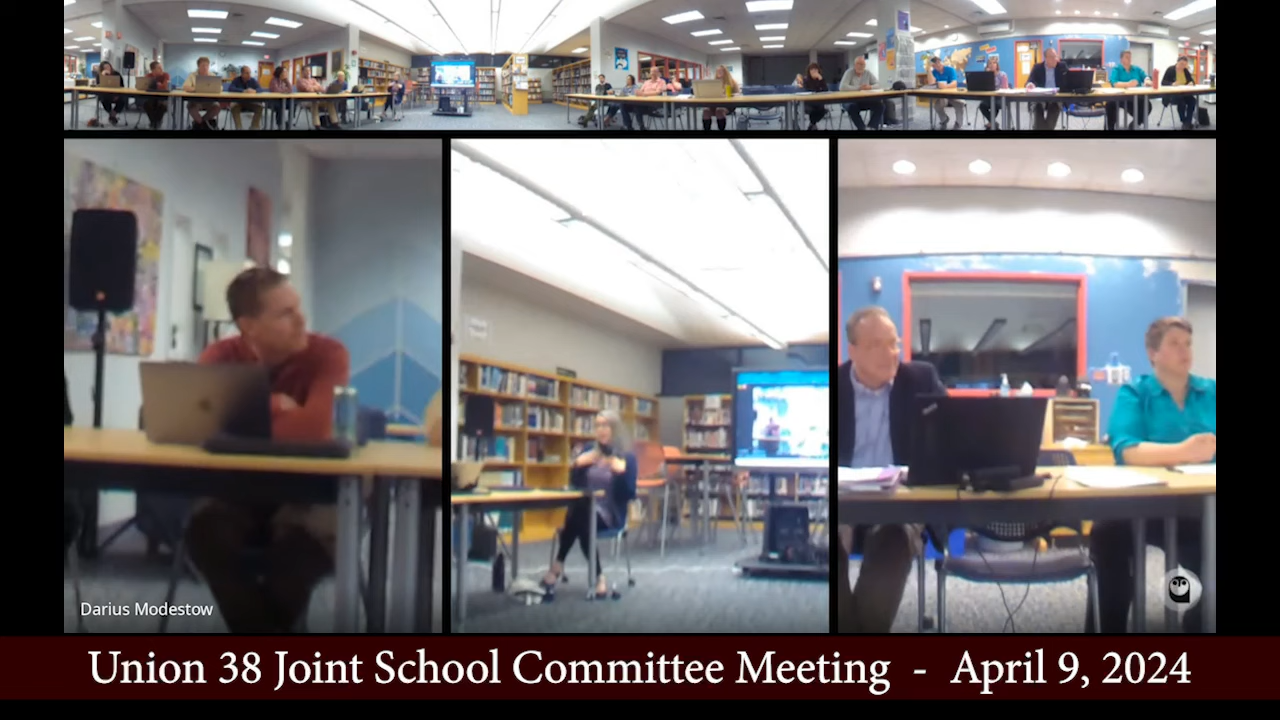 Darius Modestow
Union 38 Joint School Committee Meeting - April 9, 2024